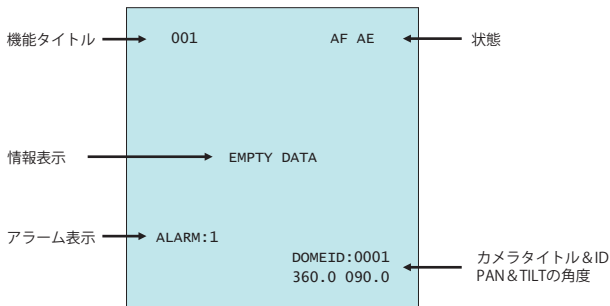 機能タイトル
001
AF AE
状態
情報表示
EMPTY DATA
アラーム表示
ALARM:1
DOMEID:0001
360.0 090.0
カメラタイトル&ID
PAN&TILTの角度